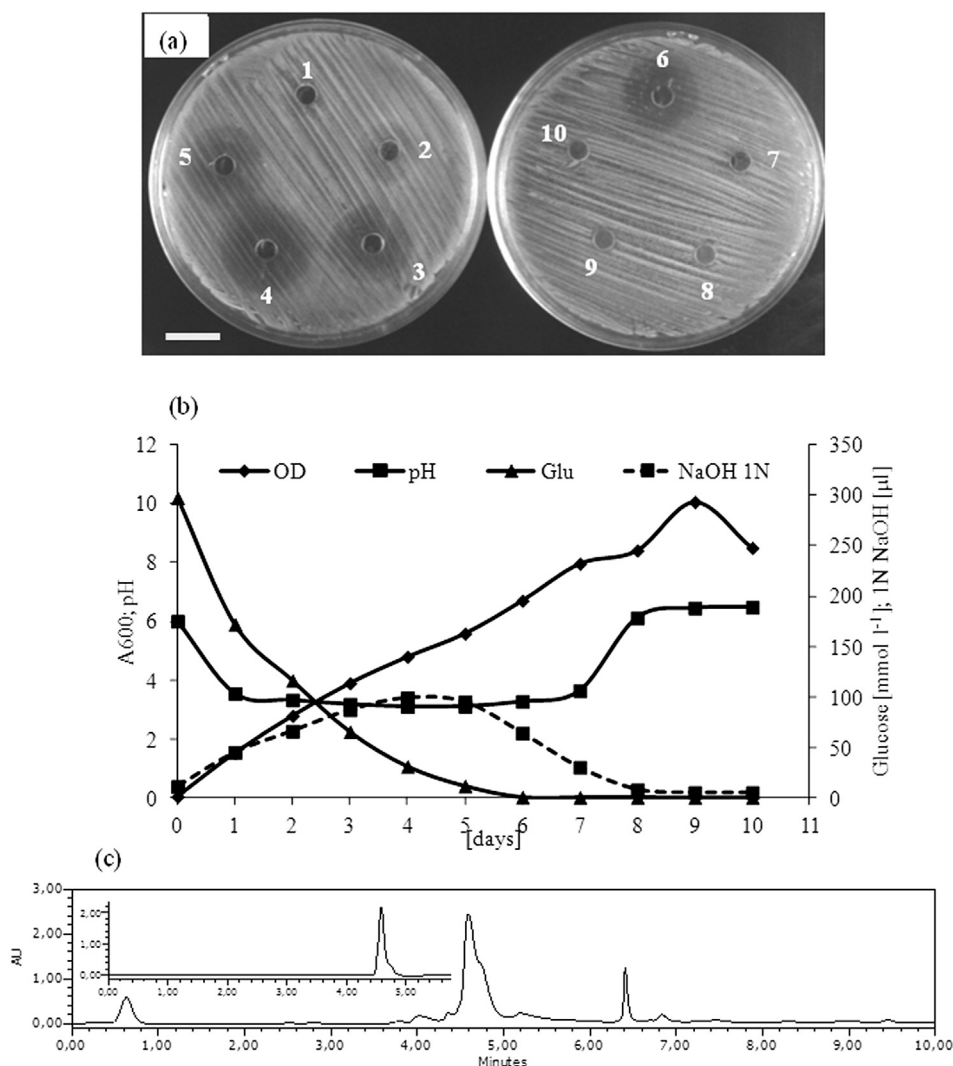 (a)
1
2
3
4
5
6
7
8
9
10
(b)
OD pH Glu NaOH 1N
12
10
8
6
4
2
0
A600; pH
350
300
250
200
150
100
50
0
Glucose [mmol l-1]; 1N NaOH [µl]
0 1 2 3 4 5 6 7 8 9 10 11
[days]
(c)
3,00
2,00
1,00
0,00
AU
2,00
1,00
0,00
0,00 1,00 2,00 3,00 4,00 5,00
0,00 1,00 2,00 3,00 4,00 5,00 6,00 7,00 8,00 9,00 10,00
Minutes